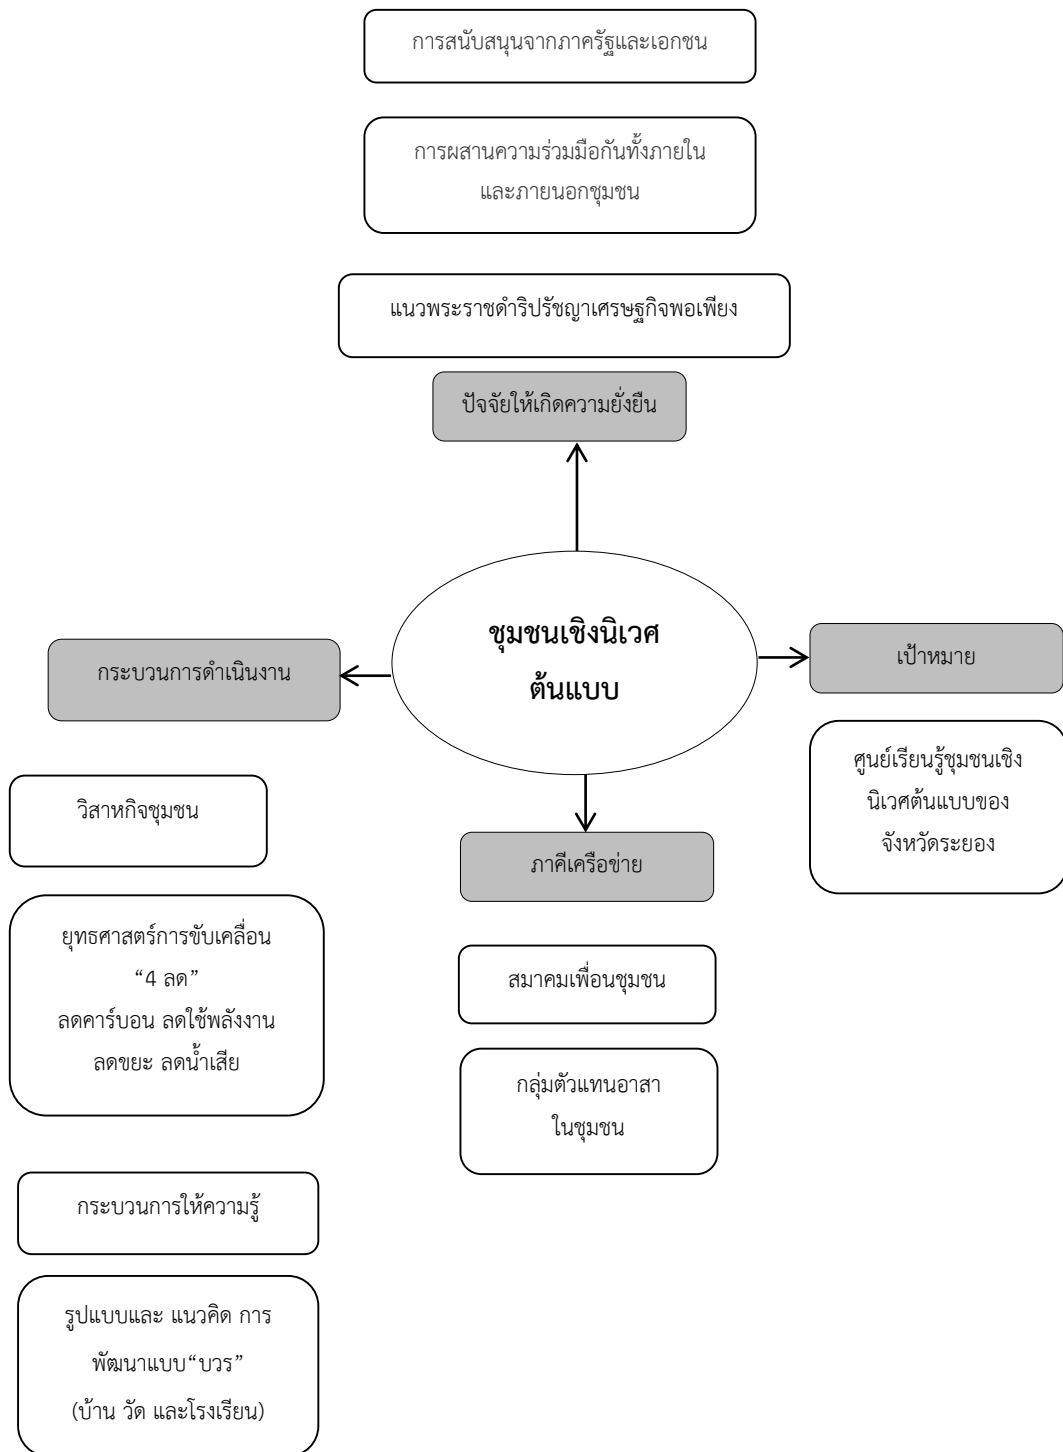 การสนับสนุนจากภาครัฐและเอกชน
การผสานความร่วมมือกันทั้งภายใน
และภายนอกชุมชน
แนวพระราชดำริปรัชญาเศรษฐกิจพอเพียง
ปัจจัยให้เกิดความยั่งยืน
ชุมชนเชิงนิเวศ
ต้นแบบ
กระบวนการดำเนินงาน
วิสาหกิจชุมชน
ยุทธศาสตร์การขับเคลื่อน
“4 ลด”
ลดคาร์บอน ลดใช้พลังงาน
ลดขยะ ลดน้ำเสีย
กระบวนการให้ความรู้
รูปแบบและ แนวคิด การ
พัฒนาแบบ“บวร”
(บ้าน วัด และโรงเรียน)
ภาคีเครือข่าย
สมาคมเพื่อนชุมชน
กลุ่มตัวแทนอาสา
ในชุมชน
เป้าหมาย
ศูนย์เรียนรู้ชุมชนเชิง
นิเวศต้นแบบของ
จังหวัดระยอง